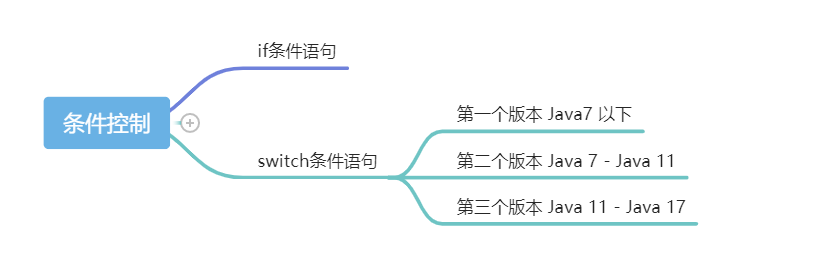 条件控制
if条件语句
switch条件语句
第一个版本 Java7 以下
第二个版本 Java 7 - Java 11
第三个版本 Java 11 - Java 17